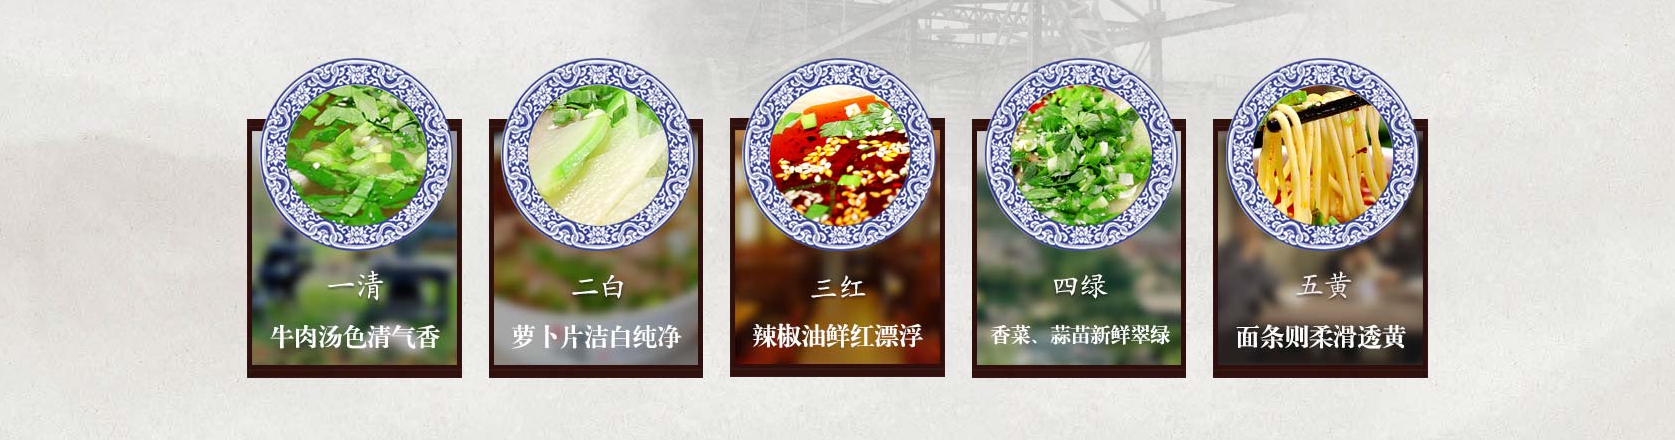 一清
牛肉汤色清气香
二白
萝卜片洁白纯净
三红
辣椒油鲜红漂浮
四绿
香菜、蒜苗新鲜翠绿
五黄
面条则柔滑透黄